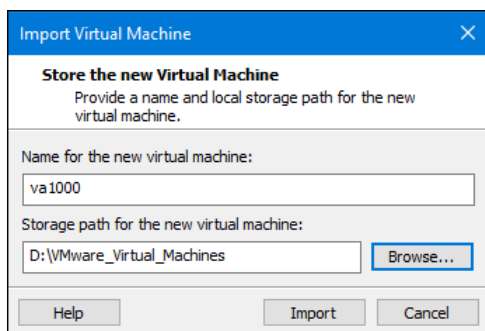 Import Virtual Machine
Store the new Virtual Machine
Provide a name and local storage path for the new
virtual machine.
Name for the new virtual machine:
va1000
Storage path for the new virtual machine:
D:\VMware_Virtual_Machines
Browse...
Help
Import
Cancel